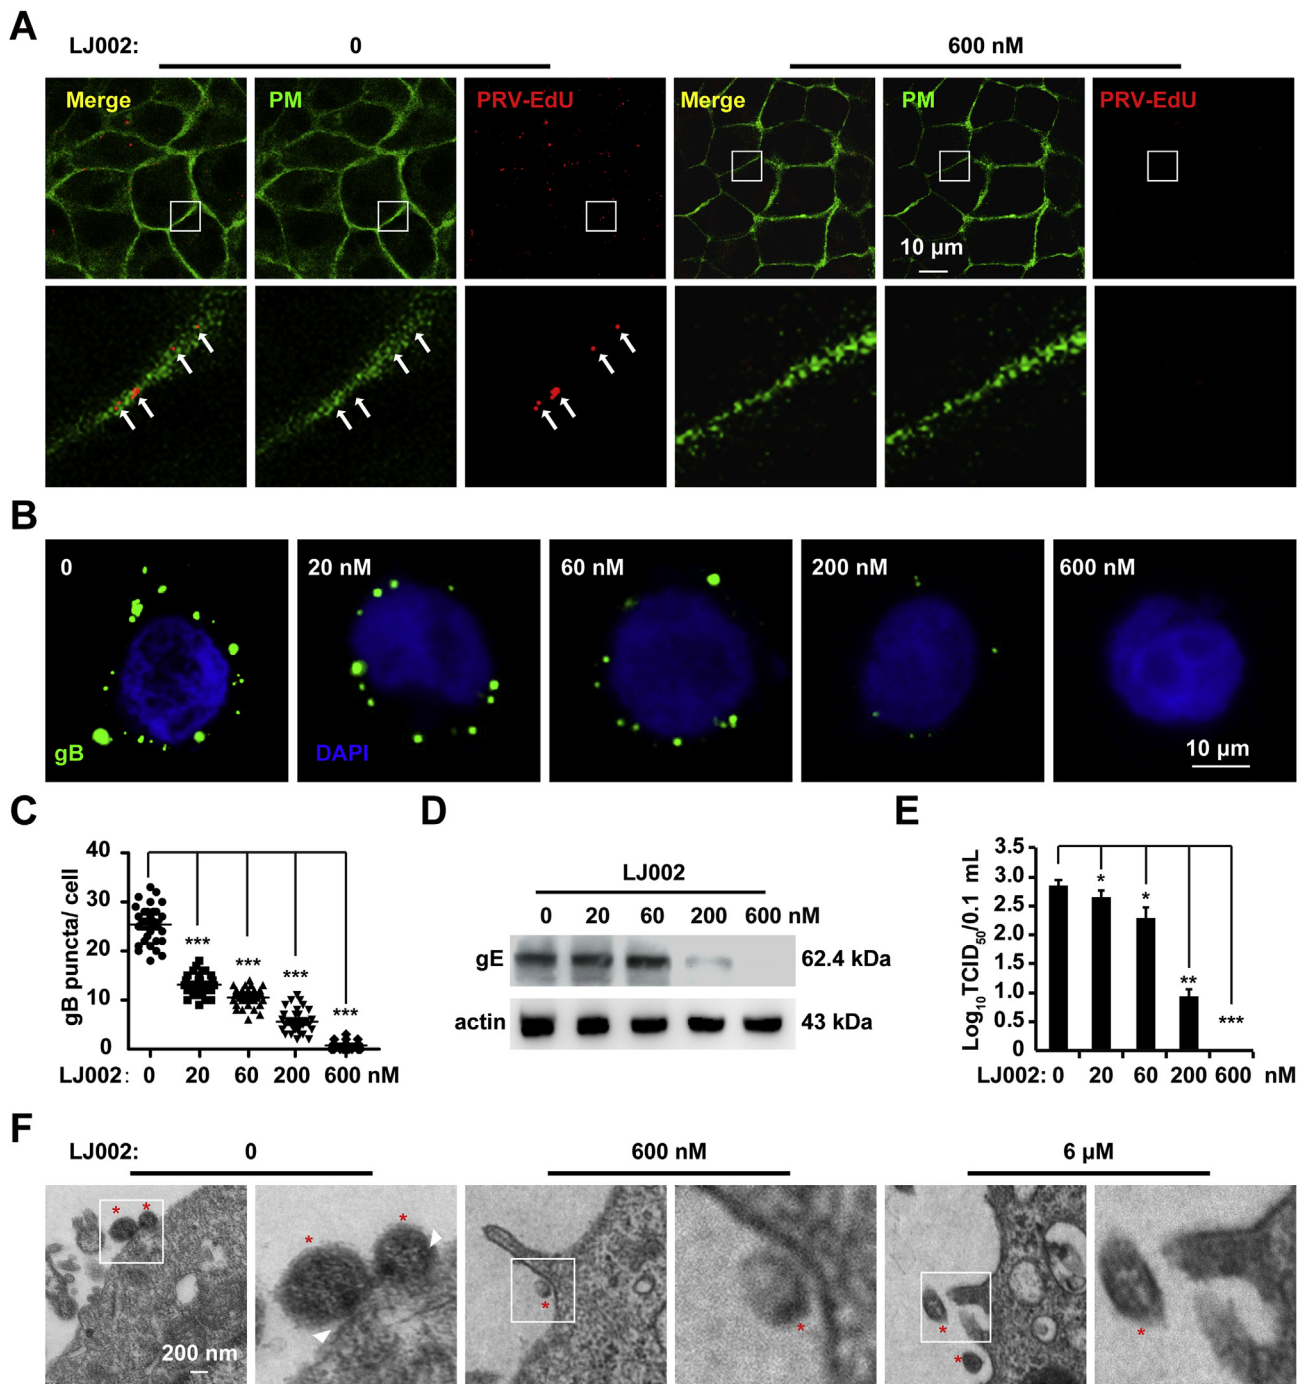 A
LJ002: 0 600 nM
Merge PM PRV-EdU Merge PM PRV-EdU
10 μm
B
0 20 nM 60 nM 200 nM 600 nM
gB DAPI 10 μm
C
gB puncta/ cell
40
30
20
10
0
*** *** *** ***
LJ002: 0 20 60 200 600 nM
D
LJ002
0 20 60 200 600 nM
gE 62.4 kDa
actin 43 kDa
E
Log10TCID50/0.1 mL
3.5
3.0
2.5
2.0
1.5
1.0
0.5
0
* * ** ***
LJ002: 0 20 60 200 600 nM
F
LJ002: 0 600 nM 6 μM
* * * * * * * * *
200 nm